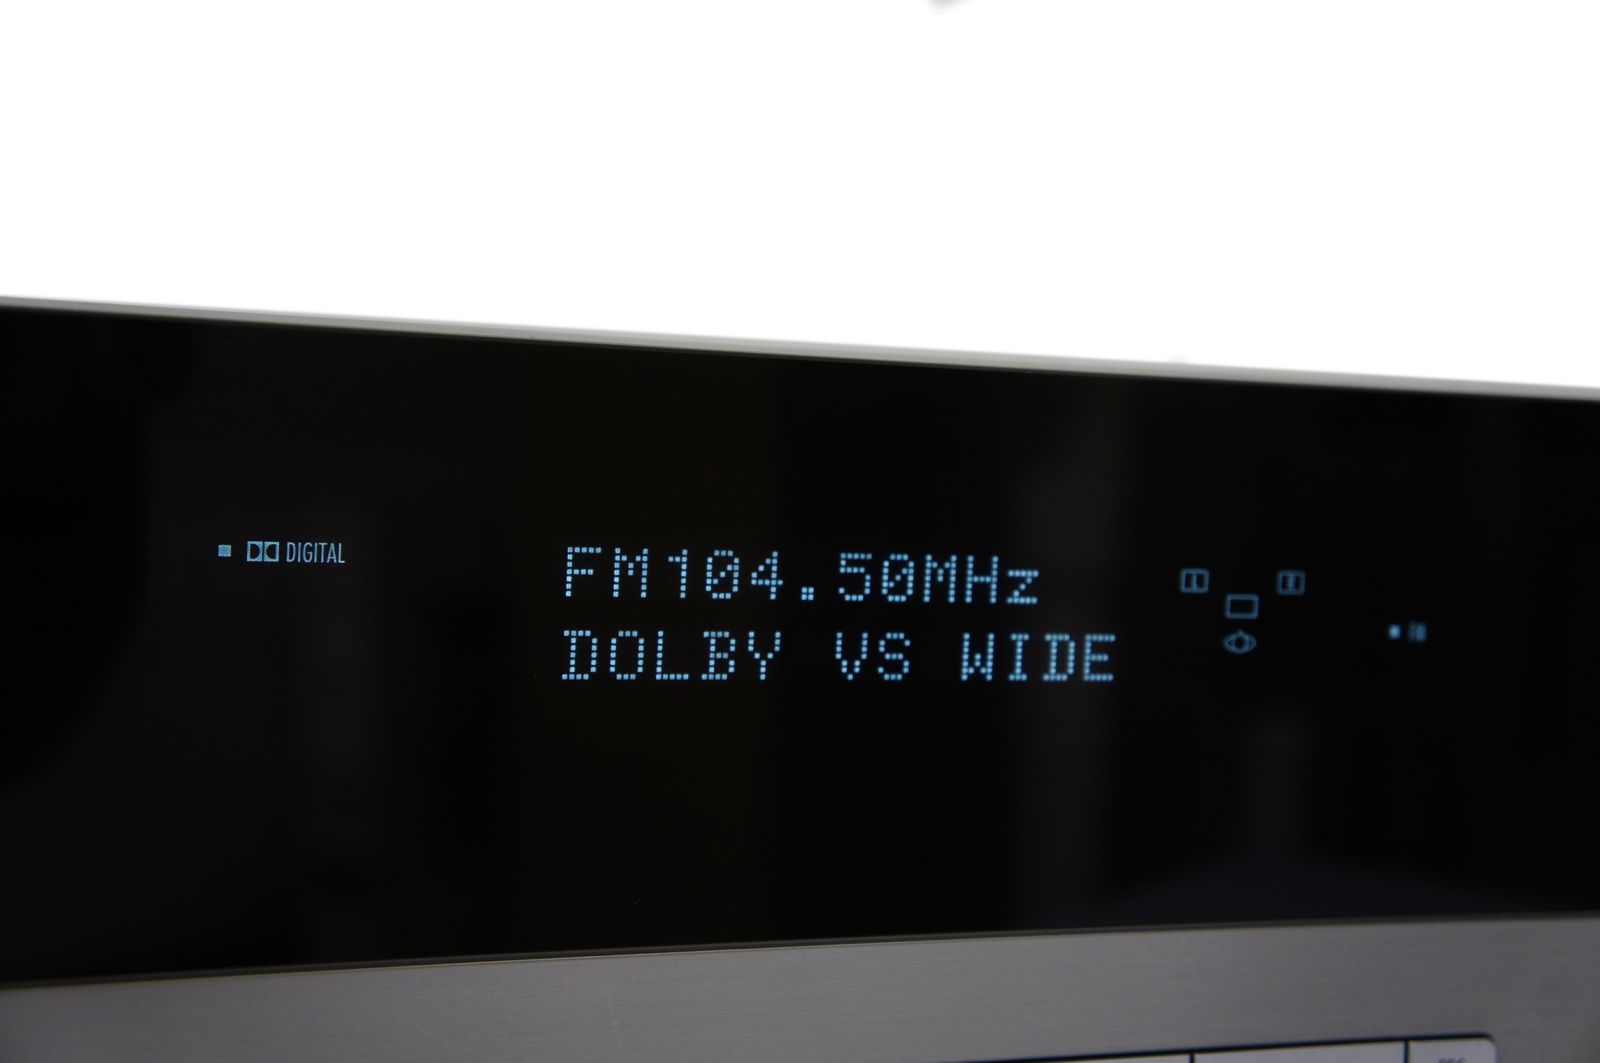 DIGITAL
FM104.50MHz
DOLBY VS WIDE